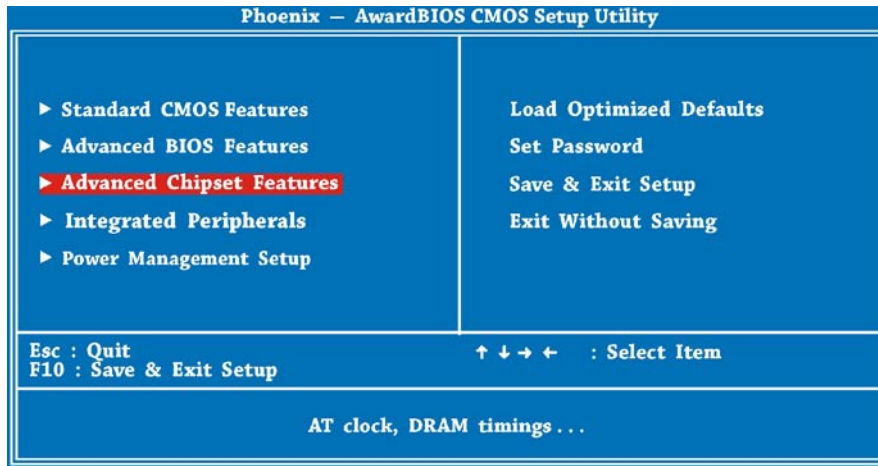 Phoenix — AwardBIOS CMOS Setup Utility
▶ Standard CMOS Features
▶ Advanced BIOS Features
▶ Advanced Chipset Features
▶ Integrated Peripherals
▶ Power Management Setup
Load Optimized Defaults
Set Password
Save & Exit Setup
Exit Without Saving
Esc : Quit
F10 : Save & Exit Setup
↑ ↓ → ← : Select Item
AT clock, DRAM timings . . .